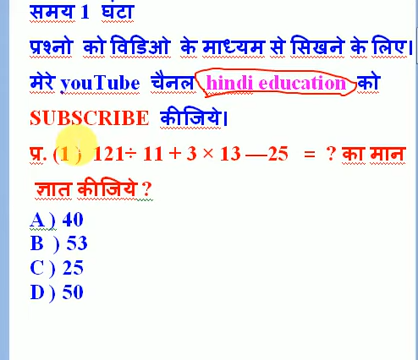 समय 1 घंटा
प्रश्नो को विडिओ के माध्यम से सिखने के लिए।
मेरे youTube चैनल hindi education को
SUBSCRIBE कीजिये।
प्र. (1 ) 121÷ 11 + 3 × 13 —25 = ? का मान
ज्ञात कीजिये ?
A ) 40
B ) 53
C ) 25
D ) 50